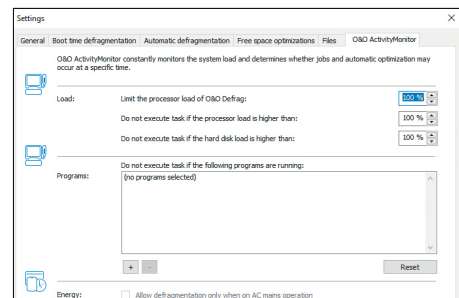 Settings
General Boot time defragmentation Automatic defragmentation Free space optimizations Files O&O ActivityMonitor
O&O ActivityMonitor constantly monitors the system load and determines whether jobs and automatic optimization may
occur at a specific time.
Load: Limit the processor load of O&O Defrag: 100 %
Do not execute task if the processor load is higher than: 100 %
Do not execute task if the hard disk load is higher than: 100 %
Do not execute task if the following programs are running:
Programs: (no programs selected)
+ - Reset
Energy: Allow defragmentation only when on AC mains operation